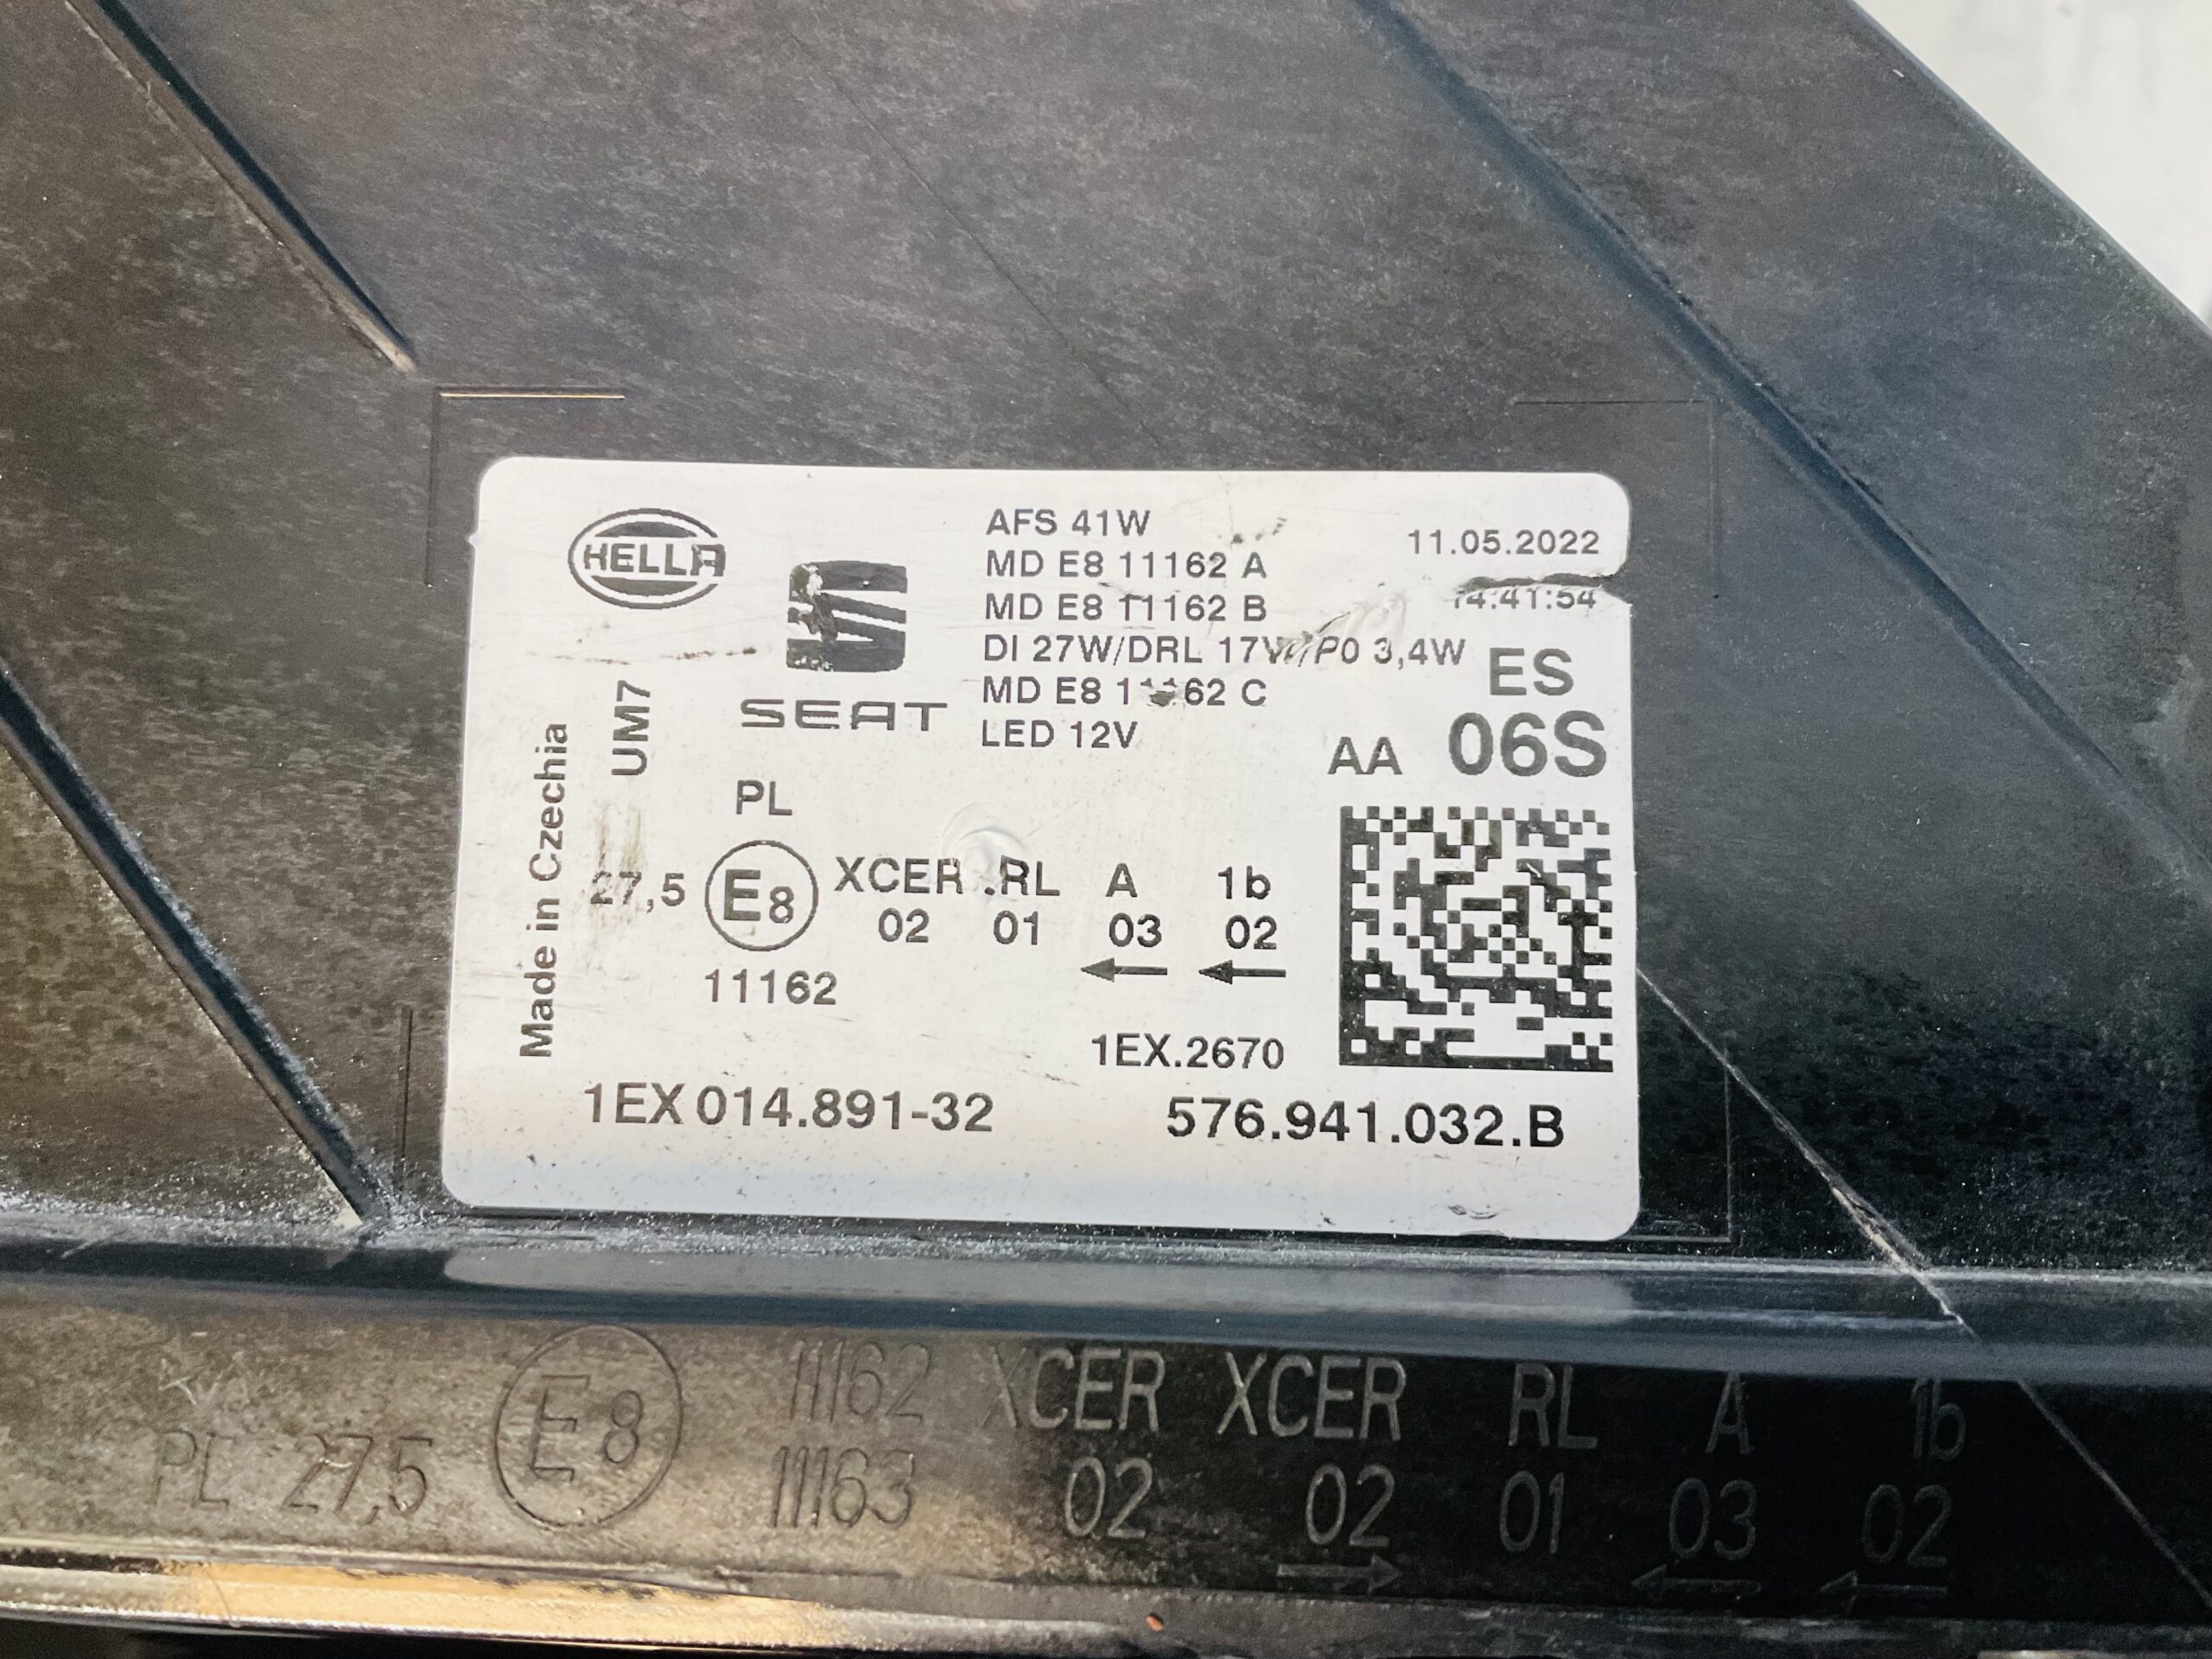 HELLA
SEAT
AFS 41W
MD E8 11162 A
MD E8 11162 B
DI 27W/DRL 17W/P0 3,4W
MD E8 11162 C
LED 12V
11.05.2022
14:41:54
ES
AA 06S
UM7
Made in Czechia
PL
27,5 E8 XCER RL A 1b
02 01 03 02
11162
1EX.2670
1EX 014.891-32 576.941.032.B
PL 27,5 E8 11162 XCER XCER RL A 1b
11163 02 02 01 03 02